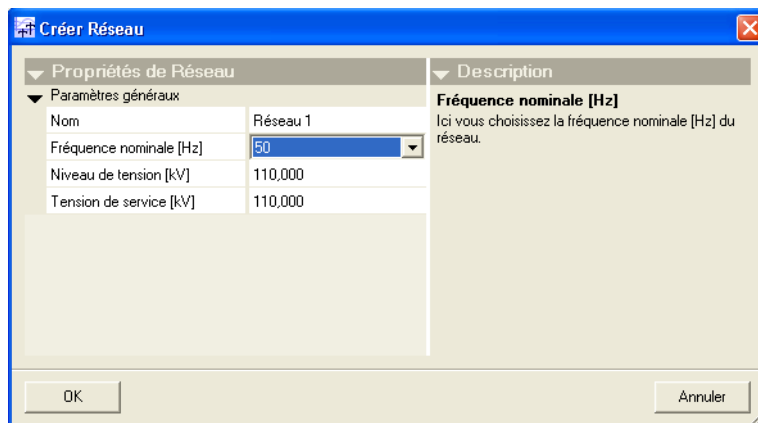 Créer Réseau
Propriétés de Réseau
Paramètres généraux
Nom Réseau 1
Fréquence nominale [Hz] 50
Niveau de tension [kV] 110,000
Tension de service [kV] 110,000
Description
Fréquence nominale [Hz]
Ici vous choisissez la fréquence nominale [Hz] du
réseau.
OK
Annuler